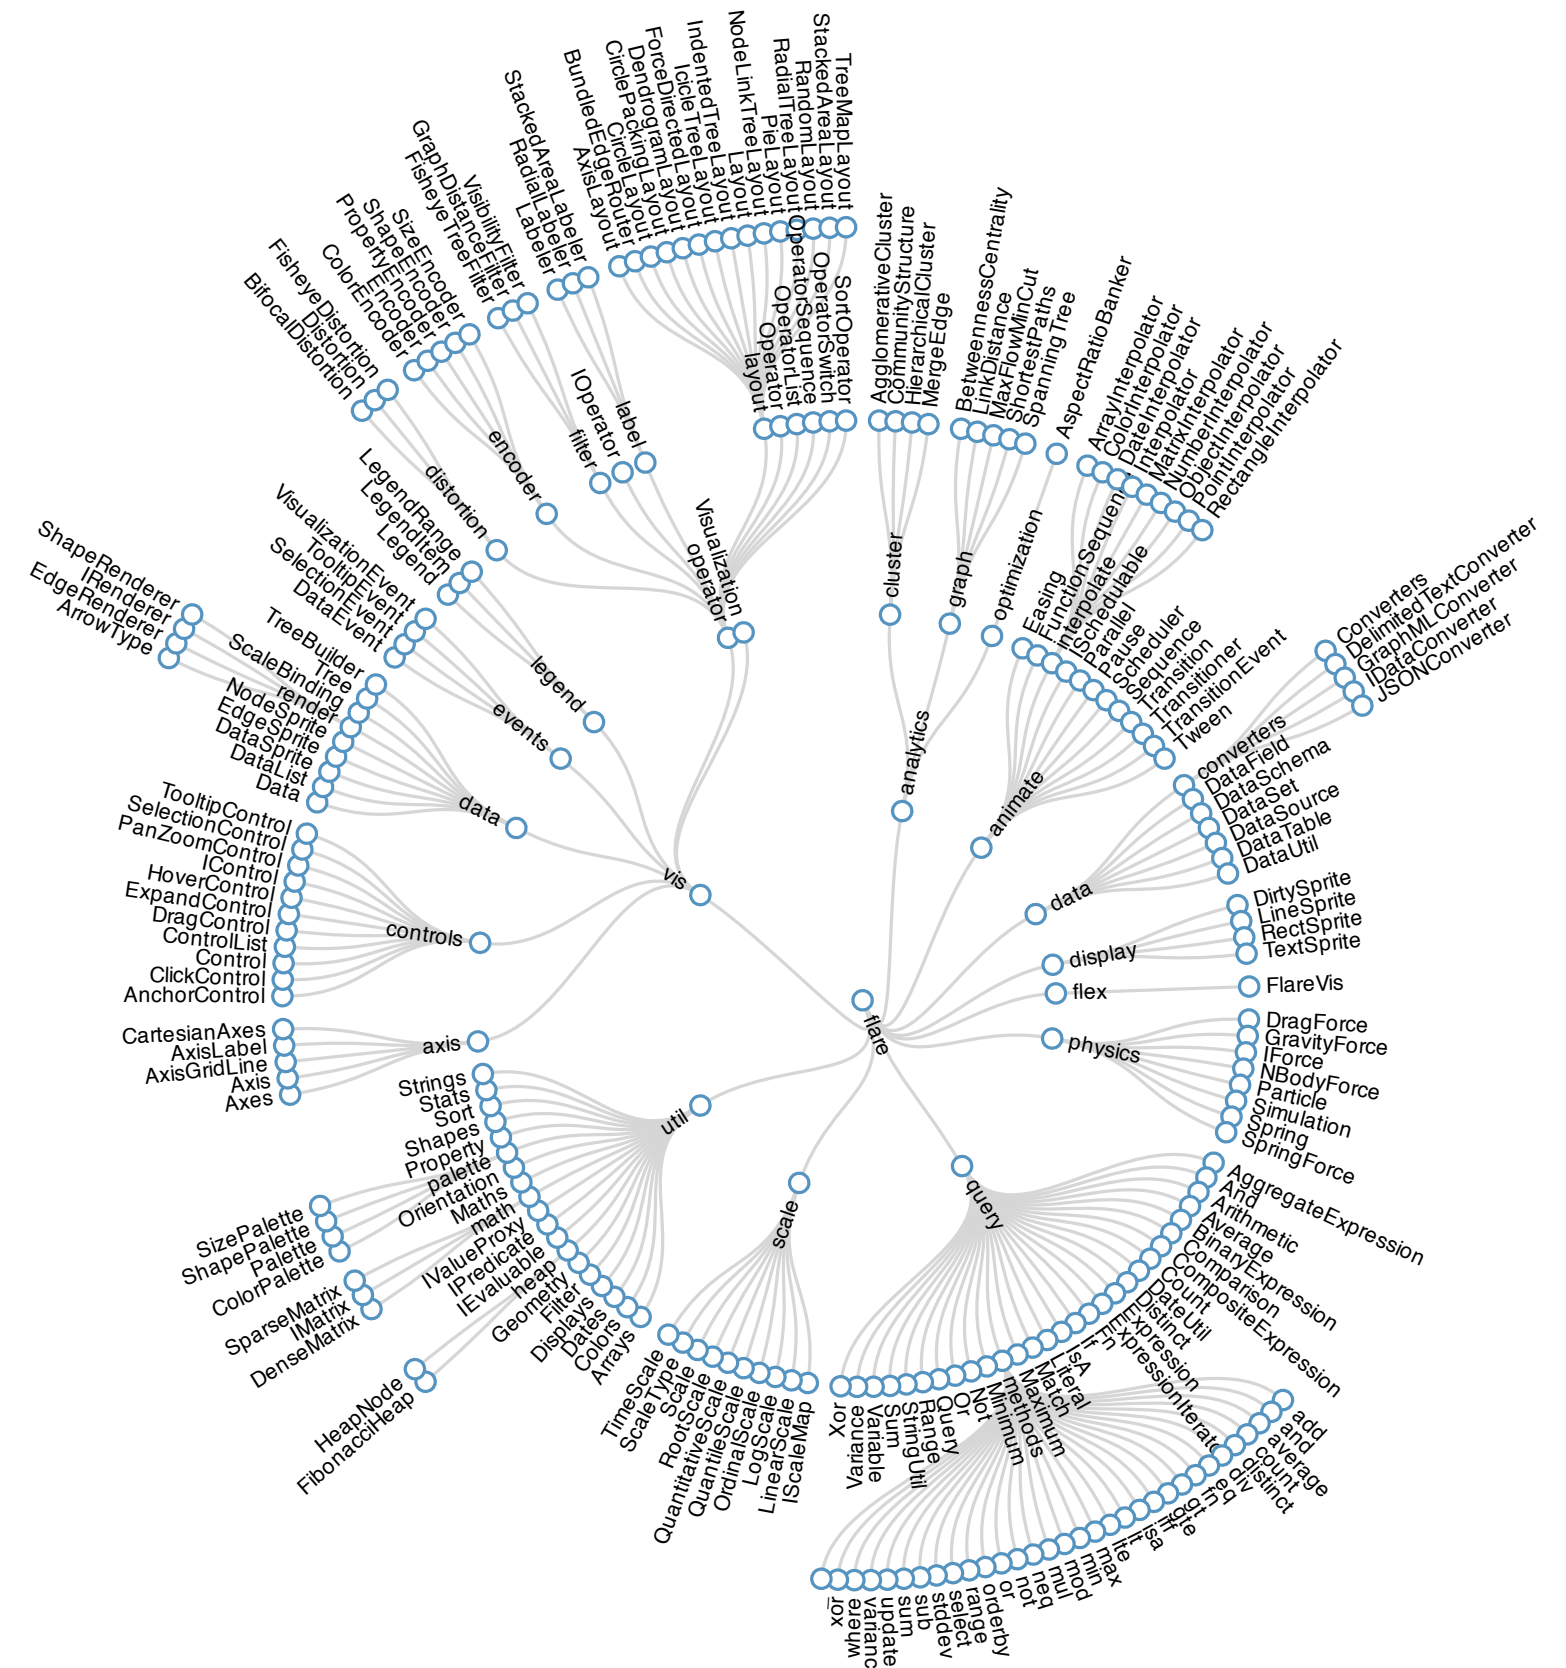 flare
analytics
cluster
AgglomerativeCluster
CommunityStructure
HierarchicalCluster
MergeEdge
graph
BetweennessCentrality
LinkDistance
MaxFlowMinCut
ShortestPaths
SpanningTree
optimization
AspectRatioBanker
animate
Easing
FunctionSequence
interpolate
ArrayInterpolator
ColorInterpolator
DateInterpolator
Interpolator
MatrixInterpolator
NumberInterpolator
ObjectInterpolator
PointInterpolator
RectangleInterpolator
ISchedulable
Parallel
Pause
Scheduler
Sequence
Transition
Transitioner
TransitionEvent
Tween
data
converters
Converters
DelimitedTextConverter
GraphMLConverter
IDataConverter
JSONConverter
DataField
DataSchema
DataSet
DataSource
DataTable
DataUtil
display
DirtySprite
LineSprite
RectSprite
TextSprite
flex
FlareVis
physics
DragForce
GravityForce
IForce
NBodyForce
Particle
Simulation
Spring
SpringForce
query
AggregateExpression
And
Arithmetic
Average
BinaryExpression
Comparison
CompositeExpression
Count
DateUtil
Distinct
Expression
ExpressionIterator
Fn
If
IsA
Literal
Match
Maximum
methods
add
and
average
count
distinct
div
eq
fn
gt
gte
iff
isa
lt
lte
max
min
mod
mul
neq
not
or
orderby
range
select
stddev
sub
sum
update
varianc
where
xor
_
Minimum
Not
Or
Query
Range
StringUtil
Sum
Variable
Variance
Xor
scale
IScaleMap
LinearScale
LogScale
OrdinalScale
QuantileScale
QuantitativeScale
RootScale
Scale
ScaleType
TimeScale
util
Arrays
Colors
Dates
Displays
Filter
Geometry
heap
FibonacciHeap
HeapNode
IEvaluable
IPredicate
IValueProxy
math
DenseMatrix
IMatrix
SparseMatrix
Maths
Orientation
palette
ColorPalette
Palette
ShapePalette
SizePalette
Property
Shapes
Sort
Stats
Strings
vis
axis
Axes
Axis
AxisGridLine
AxisLabel
CartesianAxes
controls
AnchorControl
ClickControl
Control
ControlList
DragControl
ExpandControl
HoverControl
IControl
PanZoomControl
SelectionControl
TooltipControl
data
Data
DataList
DataSprite
EdgeSprite
NodeSprite
render
ArrowType
EdgeRenderer
IRenderer
ShapeRenderer
ScaleBinding
Tree
TreeBuilder
events
DataEvent
SelectionEvent
TooltipEvent
VisualizationEvent
legend
Legend
LegendItem
LegendRange
operator
distortion
BifocalDistortion
Distortion
FisheyeDistortion
encoder
ColorEncoder
Encoder
PropertyEncoder
ShapeEncoder
SizeEncoder
filter
FisheyeTreeFilter
GraphDistanceFilter
VisibilityFilter
IOperator
label
Labeler
RadialLabeler
StackedAreaLabeler
layout
AxisLayout
BundledEdgeRouter
CircleLayout
CirclePackingLayout
DendrogramLayout
ForceDirectedLayout
IcicleTreeLayout
IndentedTreeLayout
Layout
NodeLinkTreeLayout
PieLayout
RadialTreeLayout
RandomLayout
StackedAreaLayout
TreeMapLayout
Operator
OperatorList
OperatorSequence
OperatorSwitch
SortOperator
Visualization